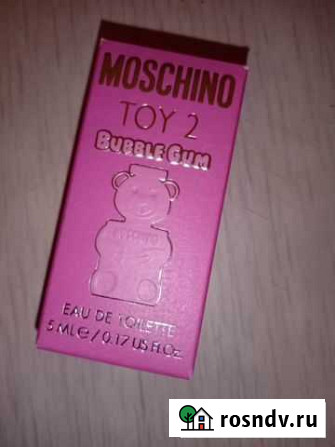 MOSCHINO
TOY 2
BUBBLE GUM
EAU DE TOILETTE
5 ML ℮ / 0.17 US Fl. Oz.
rosndv.ru